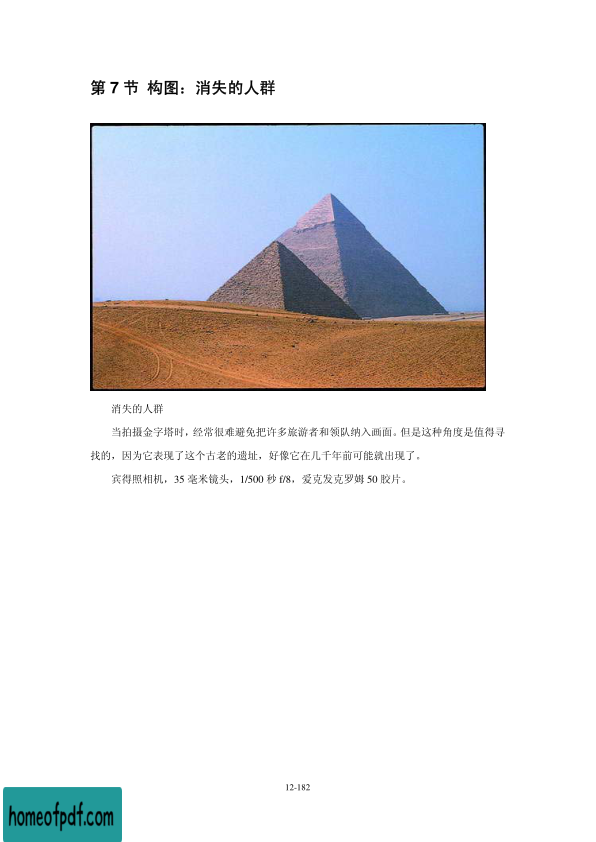 第 7 节 构图：消失的人群
消失的人群
当拍摄金字塔时，经常很难避免把许多旅游者和领队纳入画面。但是这种角度是值得寻
找的，因为它表现了这个古老的遗址，好像它在几千年前可能就出现了。
宾得照相机，35 毫米镜头，1/500 秒 f/8，爱克发克罗姆 50 胶片。
12-182
homeofpdf.com